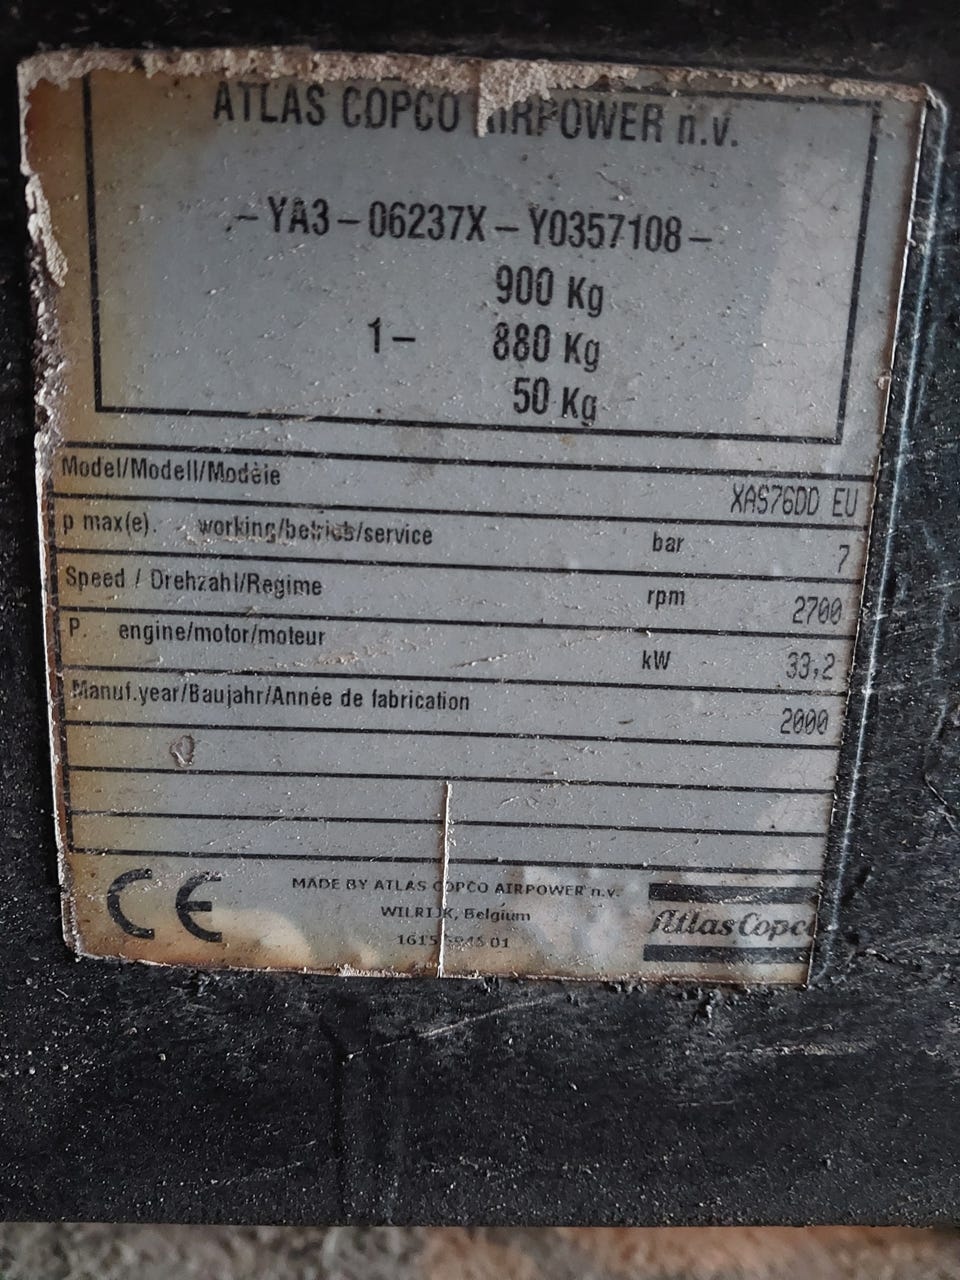 ATLAS COPCO AIRPOWER n.v.
- YA3 - 06237X - Y0357108 -
900 Kg
1 - 880 Kg
50 Kg
Model/Modell/Modèle XAS76DD EU
p max(e). working/betrieb/service bar 7
Speed / Drehzahl/Regime rpm 2700
P. engine/motor/moteur kW 33,2
Manuf.year/Baujahr/Année de fabrication 2000
CE
MADE BY ATLAS COPCO AIRPOWER n.v.
WILRIJK, Belgium
01
Atlas Copco